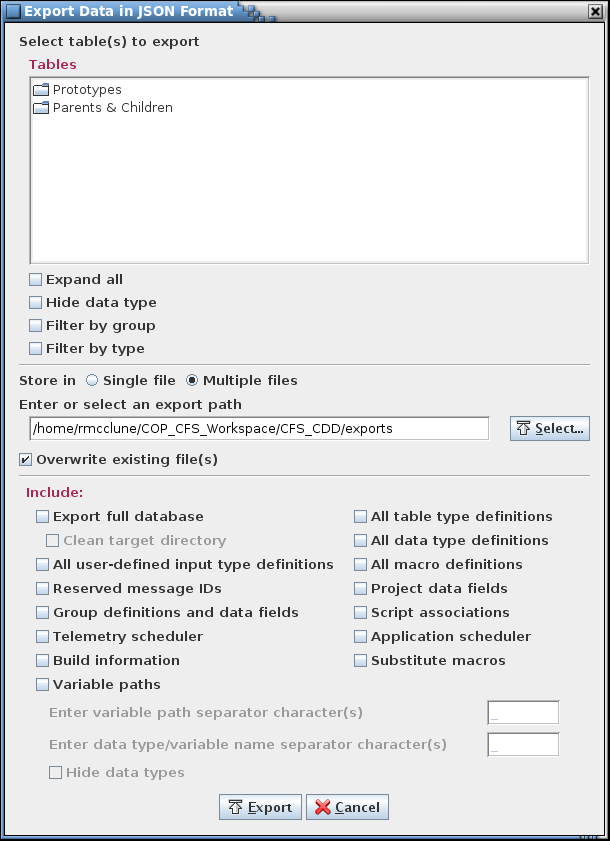 Export Data in JSON Format
Select table(s) to export
Tables
Prototypes
Parents & Children
Expand all
Hide data type
Filter by group
Filter by type
Store in Single file Multiple files
Enter or select an export path
/home/rmcclune/COP_CFS_Workspace/CFS_CDD/exports Select...
Overwrite existing file(s)
Include:
Export full database All table type definitions
Clean target directory All data type definitions
All user-defined input type definitions All macro definitions
Reserved message IDs Project data fields
Group definitions and data fields Script associations
Telemetry scheduler Application scheduler
Build information Substitute macros
Variable paths
Enter variable path separator character(s) _
Enter data type/variable name separator character(s) _
Hide data types
Export Cancel